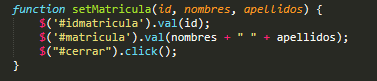 function setMatricula(id, nombres, apellidos) {
$('#idmatricula').val(id);
$('#matricula').val(nombres + " " + apellidos);
$("#cerrar").click();
}